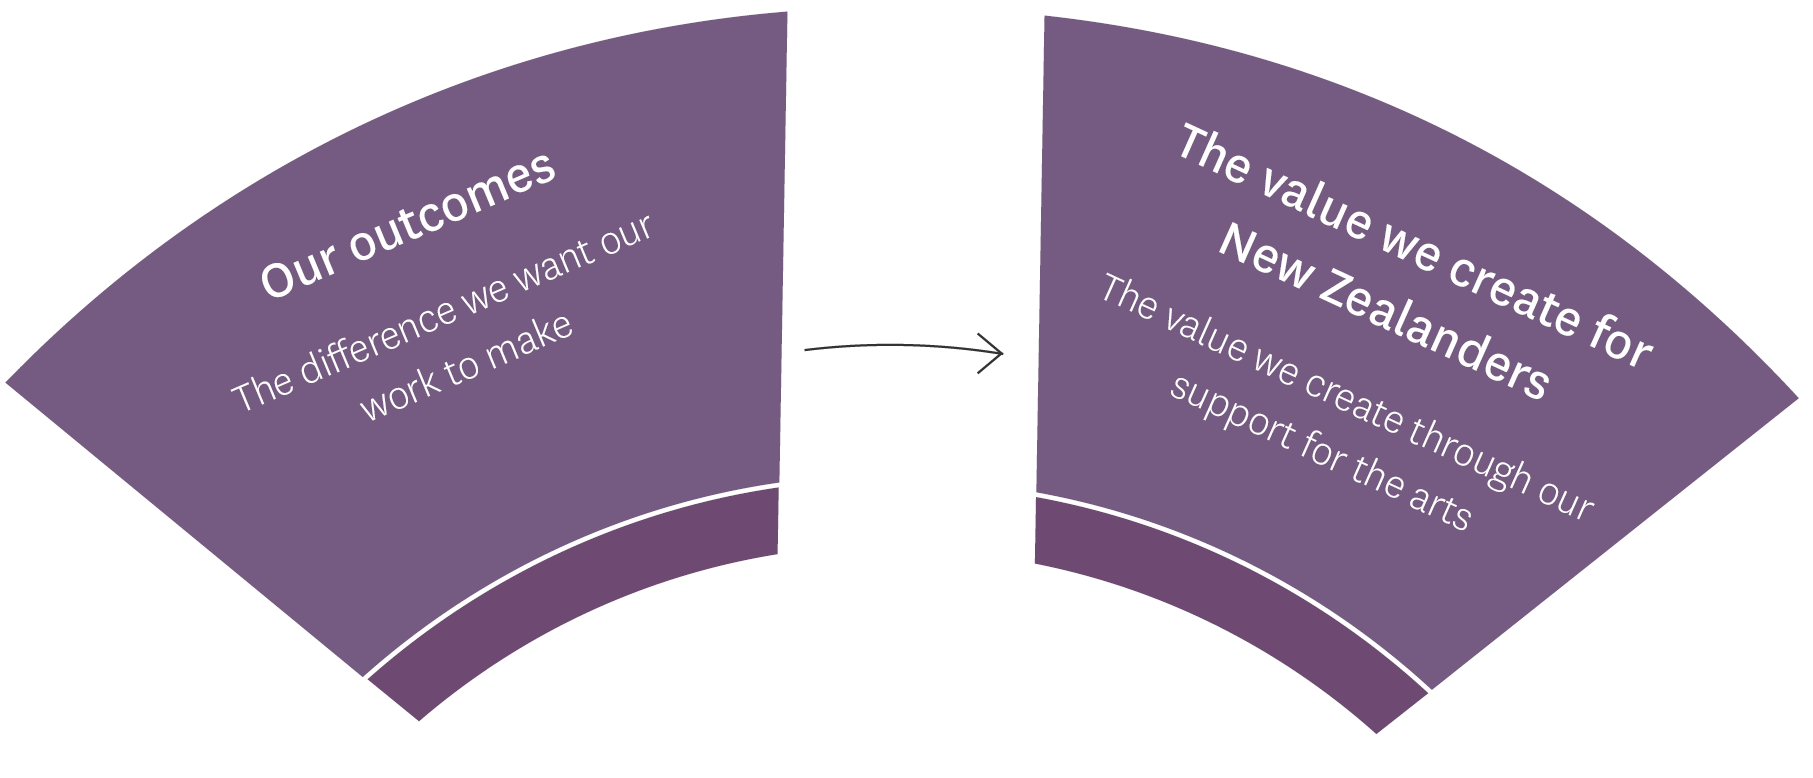 Our outcomes
The difference we want our
work to make
The value we create for
New Zealanders
The value we create through our
support for the arts